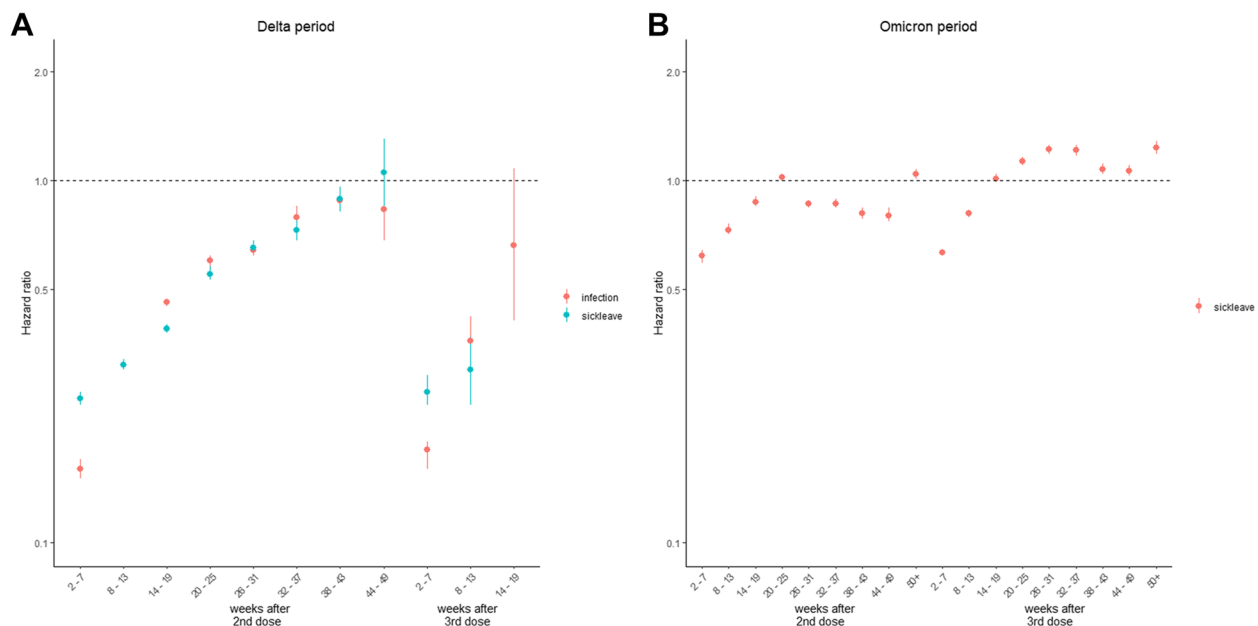 A
Delta period
2.0
1.0
0.5
0.1
Hazard ratio
2 - 7
8 - 13
14 - 19
20 - 25
26 - 31
32 - 37
38 - 43
44 - 49
2 - 7
8 - 13
14 - 19
weeks after
2nd dose
weeks after
3rd dose
infection
sickleave
B
Omicron period
2.0
1.0
0.5
0.1
Hazard ratio
2 - 7
8 - 13
14 - 19
20 - 25
26 - 31
32 - 37
38 - 43
44 - 49
50+
2 - 7
8 - 13
14 - 19
20 - 25
26 - 31
32 - 37
38 - 43
44 - 49
50+
weeks after
2nd dose
weeks after
3rd dose
sickleave